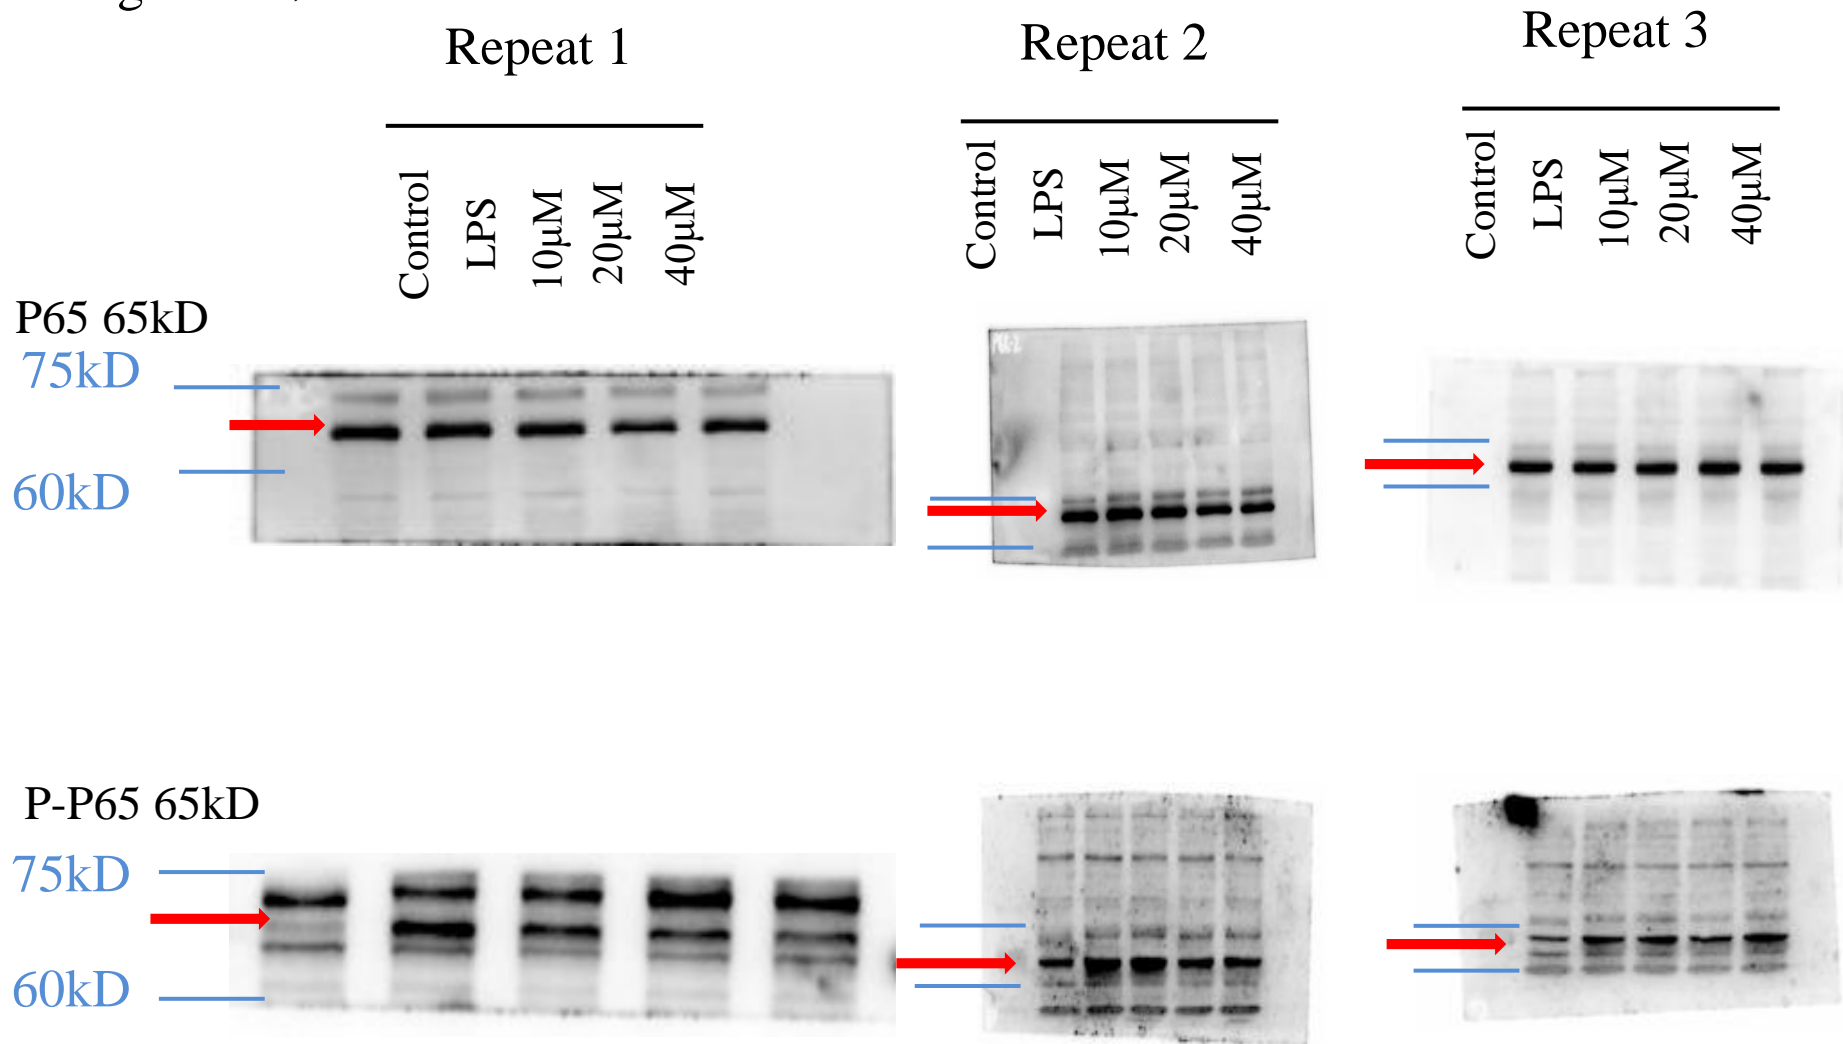 Repeat 1
Repeat 2
Repeat 3
Control LPS 10μM 20μM 40μM
Control LPS 10μM 20μM 40μM
Control LPS 10μM 20μM 40μM
P65 65kD
75kD
60kD
P-P65 65kD
75kD
60kD